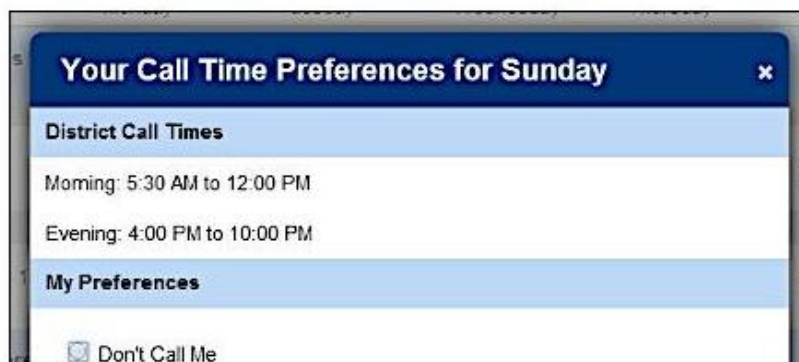 Your Call Time Preferences for Sunday ×
District Call Times
Morning: 5:30 AM to 12:00 PM
Evening: 4:00 PM to 10:00 PM
My Preferences
Don't Call Me